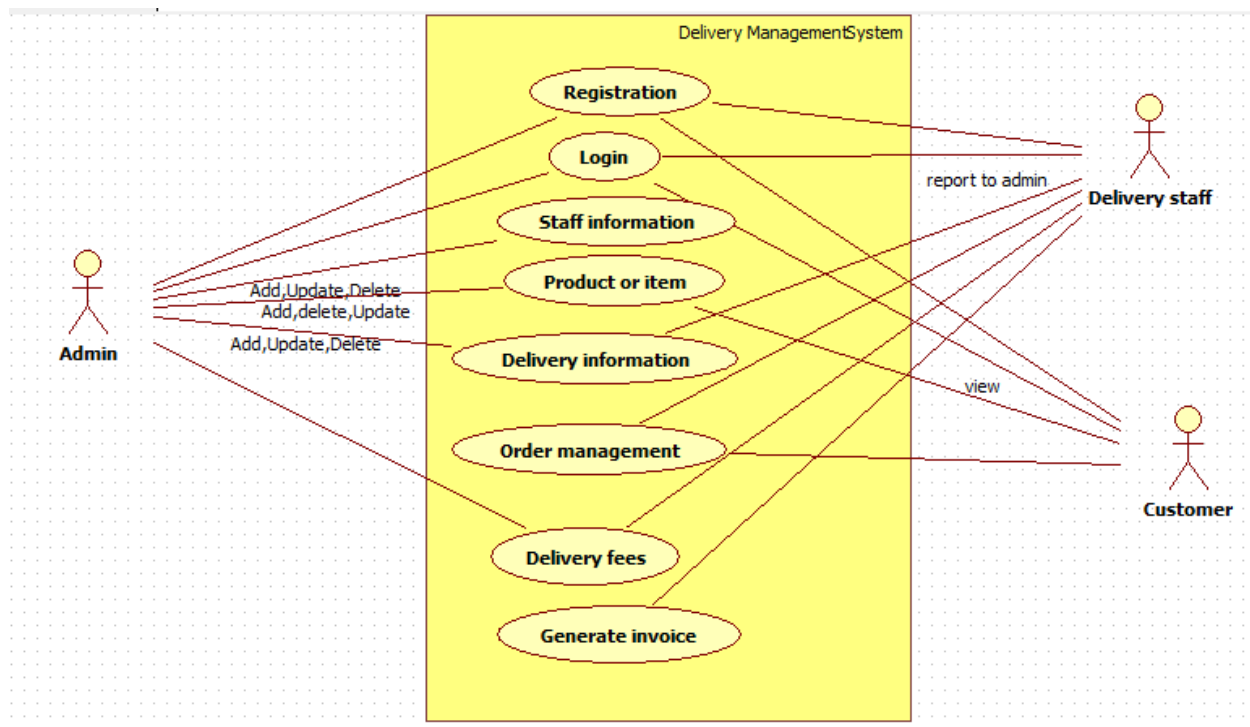 Delivery ManagementSystem
Registration
Login
report to admin
Delivery staff
Staff information
Product or item
Add,Update,Delete
Add,delete,Update
Add,Update,Delete
Admin
Delivery information
view
Order management
Customer
Delivery fees
Generate invoice